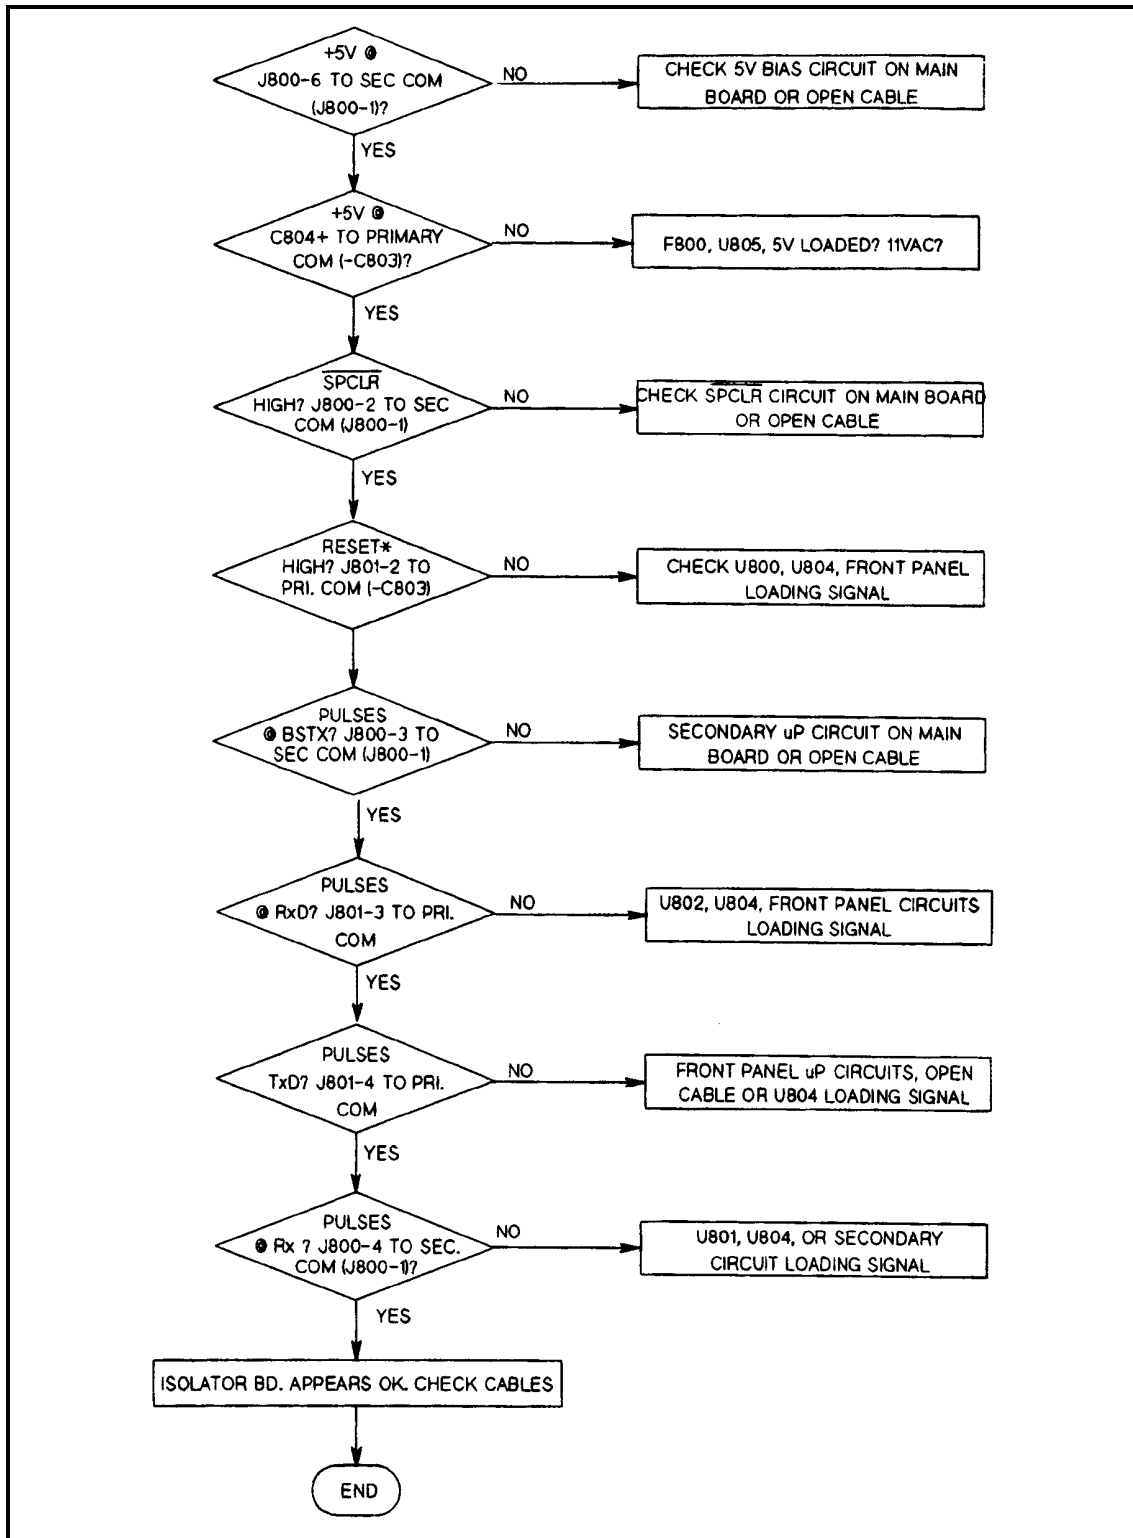 +5V @
J800-6 TO SEC COM
(J800-1)?
NO
CHECK 5V BIAS CIRCUIT ON MAIN
BOARD OR OPEN CABLE
YES
+5V @
C804+ TO PRIMARY
COM (-C803)?
NO
F800, U805, 5V LOADED? 11VAC?
YES
SPCLR
HIGH? J800-2 TO SEC
COM (J800-1)
NO
CHECK SPCLR CIRCUIT ON MAIN BOARD
OR OPEN CABLE
YES
RESET*
HIGH? J801-2 TO
PRI. COM (-C803)
NO
CHECK U800, U804, FRONT PANEL
LOADING SIGNAL
PULSES
@ BSTX? J800-3 TO
SEC COM (J800-1)
NO
SECONDARY uP CIRCUIT ON MAIN
BOARD OR OPEN CABLE
YES
PULSES
@ RxD? J801-3 TO PRI.
COM
NO
U802, U804, FRONT PANEL CIRCUITS
LOADING SIGNAL
YES
PULSES
TxD? J801-4 TO PRI.
COM
NO
FRONT PANEL uP CIRCUITS, OPEN
CABLE OR U804 LOADING SIGNAL
YES
PULSES
@ Rx ? J800-4 TO SEC.
COM (J800-1)?
NO
U801, U804, OR SECONDARY
CIRCUIT LOADING SIGNAL
YES
ISOLATOR BD. APPEARS OK. CHECK CABLES
END